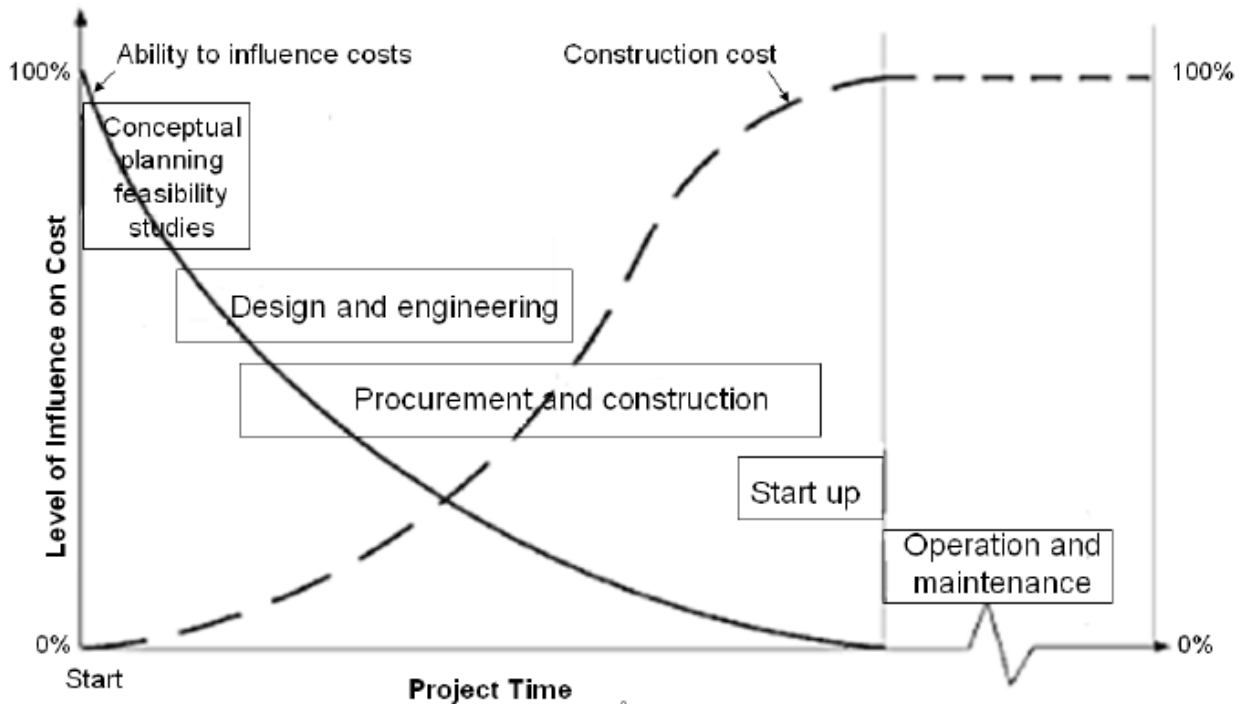 Ability to influence costs
Construction cost
100%
100%
Conceptual
planning
feasibility
studies
Level of Influence on Cost
Design and engineering
Procurement and construction
Start up
Operation and
maintenance
0%
0%
Start
Project Time